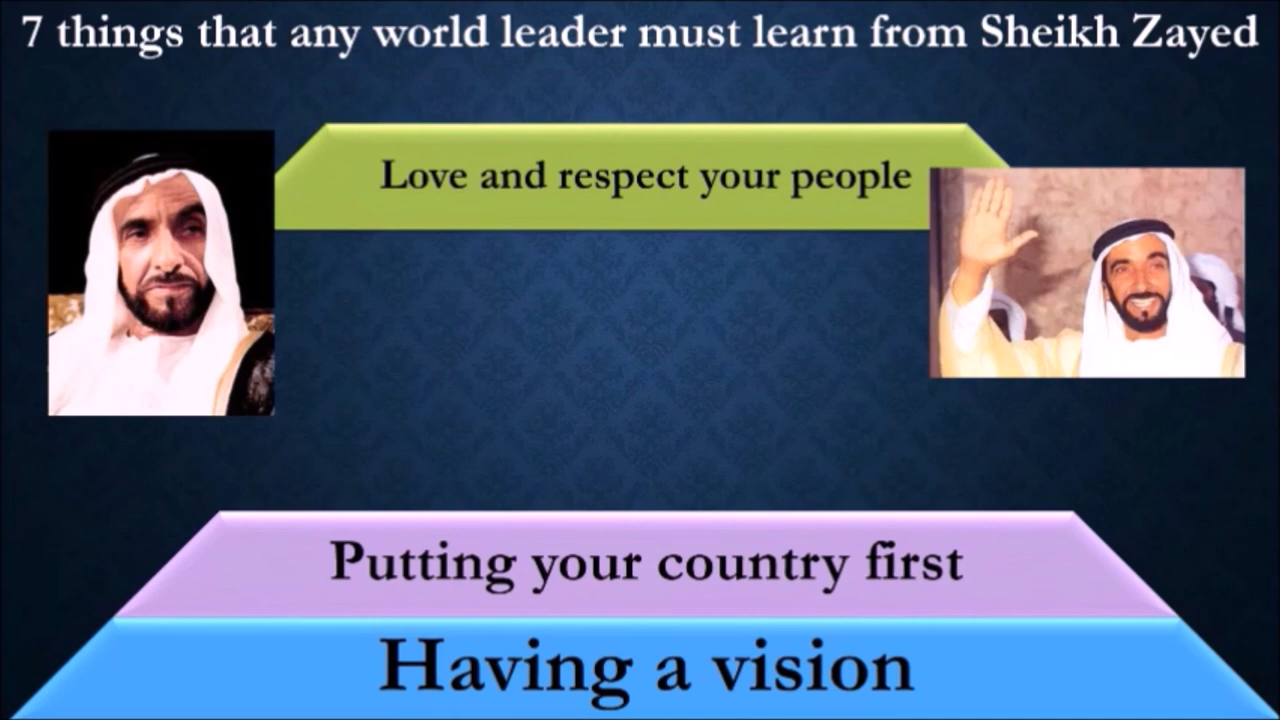 7 things that any world leader must learn from Sheikh Zayed
Love and respect your people
Putting your country first
Having a vision